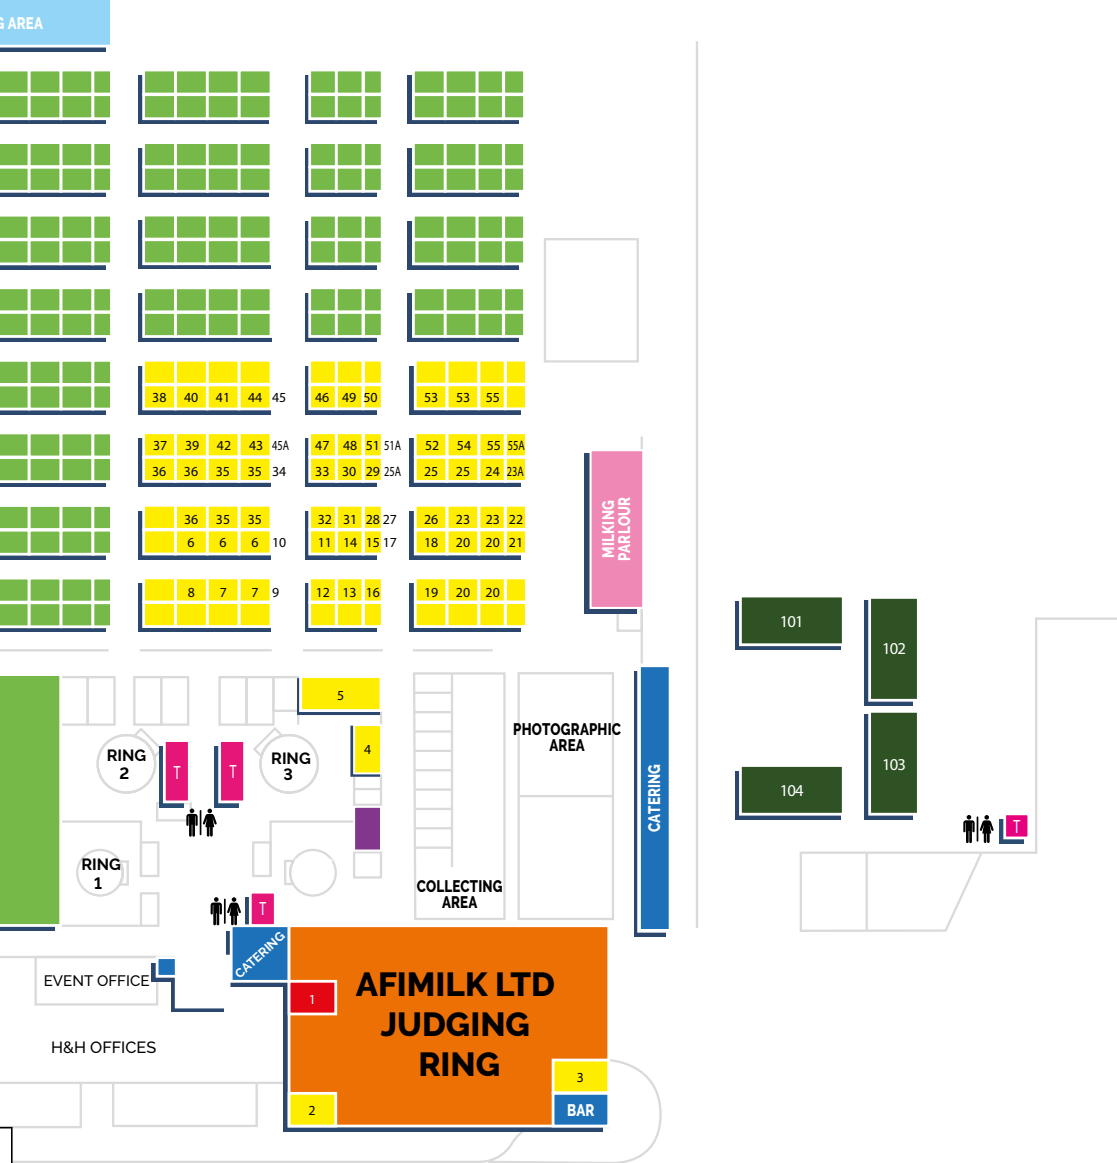 G AREA
38 40 41 44 45 46 49 50 53 53 55
37 39 42 43 45A 47 48 51 51A 52 54 55 55A
36 36 35 35 34 33 30 29 25A 25 25 24 23A
36 35 35 32 31 28 27 26 23 23 22
6 6 6 10 11 14 15 17 18 20 20 21
8 7 7 9 12 13 16 19 20 20
MILKING
PARLOUR
101
102
103
104
5
4
RING
2
T
T
RING
3
PHOTOGRAPHIC
AREA
CATERING
T
RING
1
COLLECTING
AREA
T
CATERING
EVENT OFFICE
H&H OFFICES
1
AFIMILK LTD
JUDGING
RING
2
3
BAR